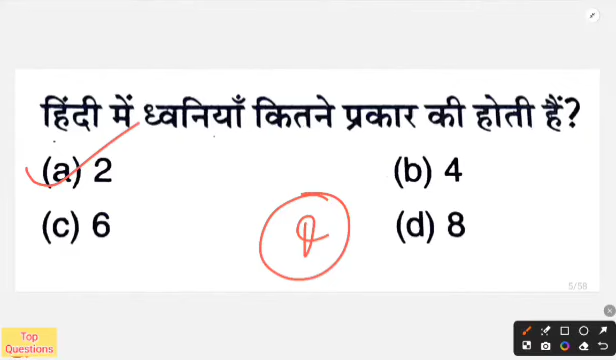 हिंदी में ध्वनियाँ कितने प्रकार की होती हैं?
(a) 2
(b) 4
(c) 6
(d) 8
5/58
Top
Questions